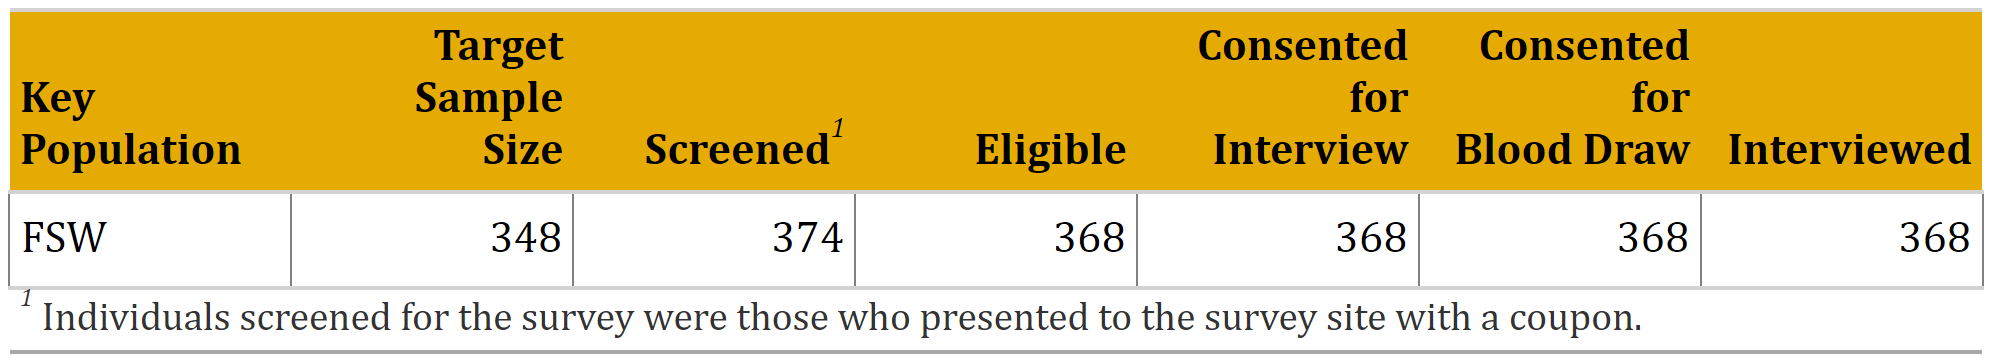 Key Population Target Sample Size Screened1 Eligible Consented for Interview Consented for Blood Draw Interviewed
FSW 348 374 368 368 368 368
1 Individuals screened for the survey were those who presented to the survey site with a coupon.